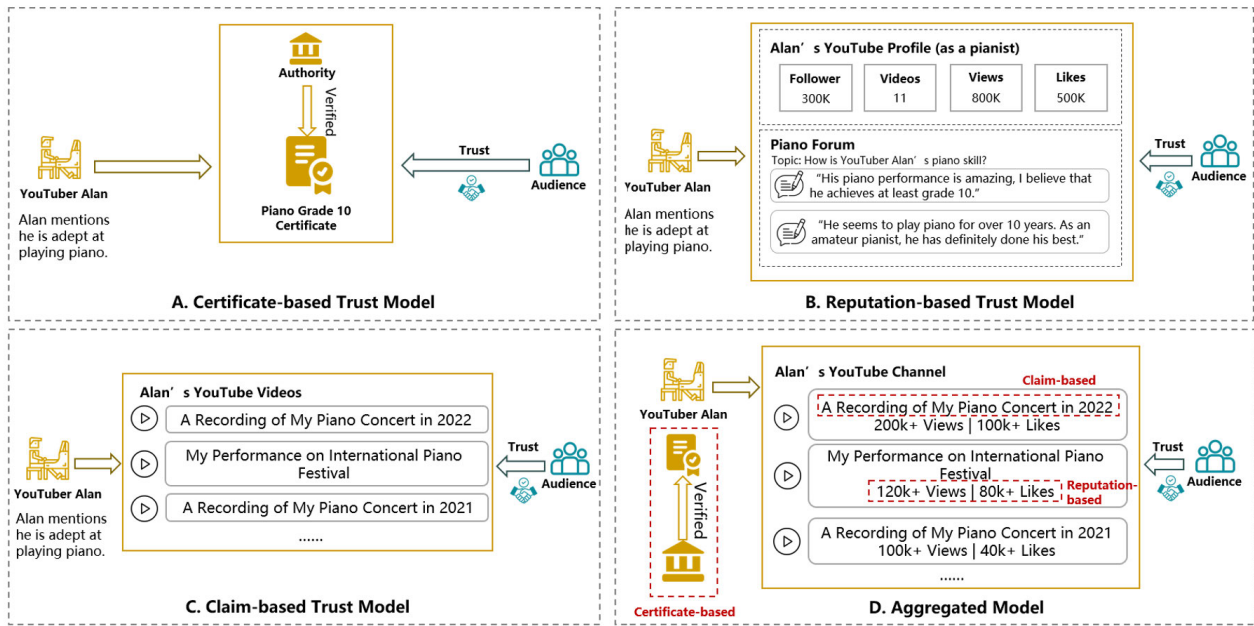 Authority
Verified
Piano Grade 10
Certificate
YouTuber Alan
Alan mentions
he is adept at
playing piano.
Trust
Audience
A. Certificate-based Trust Model
Alan's YouTube Profile (as a pianist)
Follower
300K
Videos
11
Views
800K
Likes
500K
Piano Forum
Topic: How is YouTuber Alan's piano skill?
"His piano performance is amazing, I believe that
he achieves at least grade 10."
"He seems to play piano for over 10 years. As an
amateur pianist, he has definitely done his best."
YouTuber Alan
Alan mentions
he is adept at
playing piano.
Trust
Audience
B. Reputation-based Trust Model
Alan's YouTube Videos
A Recording of My Piano Concert in 2022
My Performance on International Piano
Festival
A Recording of My Piano Concert in 2021
......
YouTuber Alan
Alan mentions
he is adept at
playing piano.
Trust
Audience
C. Claim-based Trust Model
YouTuber Alan
Verified
Certificate-based
Alan's YouTube Channel
Claim-based
A Recording of My Piano Concert in 2022
200k+ Views | 100k+ Likes
My Performance on International Piano
Festival
120k+ Views | 80k+ Likes
Reputation-
based
A Recording of My Piano Concert in 2021
100k+ Views | 40k+ Likes
......
Trust
Audience
D. Aggregated Model